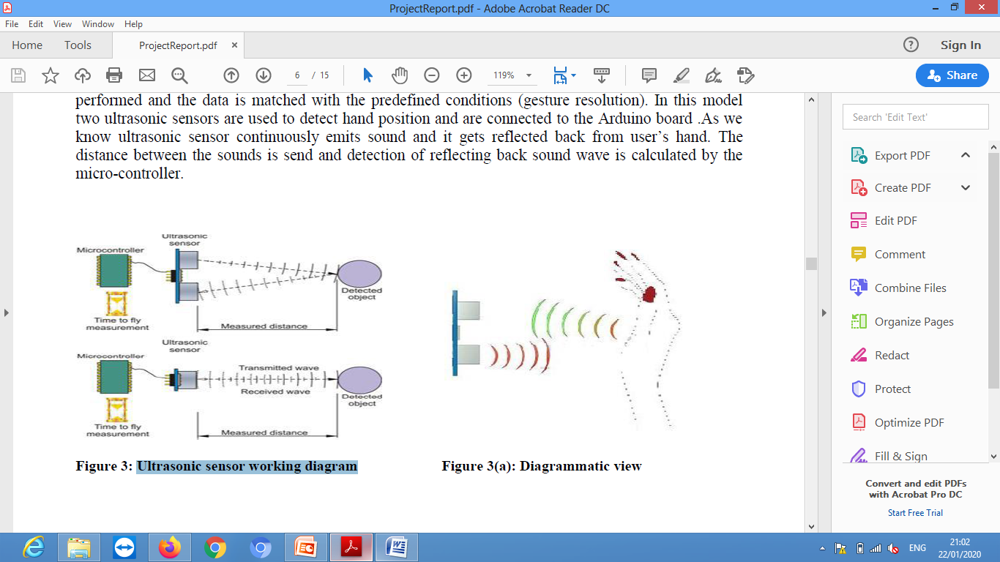 ProjectReport.pdf - Adobe Acrobat Reader DC
File Edit View Window Help
Home Tools ProjectReport.pdf × ? Sign In
6 / 15 119% Share
performed and the data is matched with the predefined conditions (gesture resolution). In this model
two ultrasonic sensors are used to detect hand position and are connected to the Arduino board .As we
know ultrasonic sensor continuously emits sound and it gets reflected back from user's hand. The
distance between the sounds is send and detection of reflecting back sound wave is calculated by the
micro-controller.
Ultrasonic
sensor
Microcontroller
Detected
object
Time to fly
measurement
Measured distance
Ultrasonic
sensor
Microcontroller
Transmitted wave
Received wave
Detected
object
Time to fly
measurement
Measured distance
Figure 3: Ultrasonic sensor working diagram
Figure 3(a): Diagrammatic view
Search 'Edit Text'
Export PDF
Create PDF
Edit PDF
Comment
Combine Files
Organize Pages
Redact
Protect
Optimize PDF
Fill & Sign
Convert and edit PDFs
with Acrobat Pro DC
Start Free Trial
ENG
21:02
22/01/2020